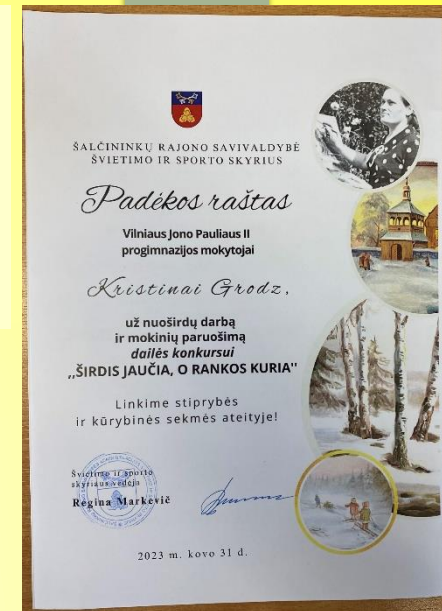 ŠALČININKŲ RAJONO SAVIVALDYBĖ
ŠVIETIMO IR SPORTO SKYRIUS
Padėkos raštas
Vilniaus Jono Pauliaus II
progimnazijos mokytojai
Kristinai Grodz,
už nuoširdų darbą
ir mokinių paruošimą
dailės konkursui
,,ŠIRDIS JAUČIA, O RANKOS KURIA''
Linkime stiprybės
ir kūrybinės sekmės ateityje!
Švietimo ir sporto
skyriaus vedėja
Regina Markevič
2023 m. kovo 31 d.